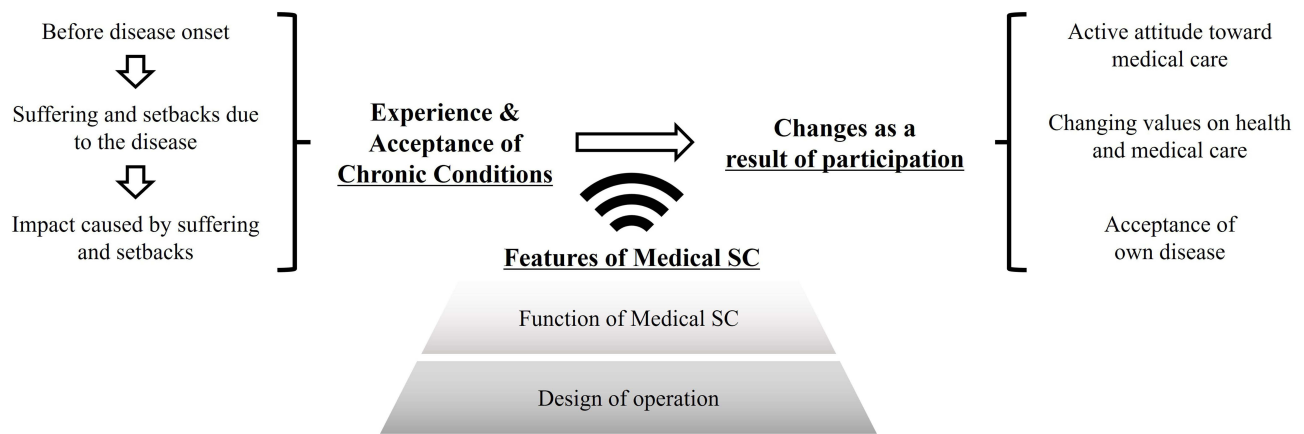 Before disease onset
Suffering and setbacks due
to the disease
Impact caused by suffering
and setbacks
Experience &
Acceptance of
Chronic Conditions
Changes as a
result of participation
Active attitude toward
medical care
Changing values on health
and medical care
Acceptance of
own disease
Features of Medical SC
Function of Medical SC
Design of operation